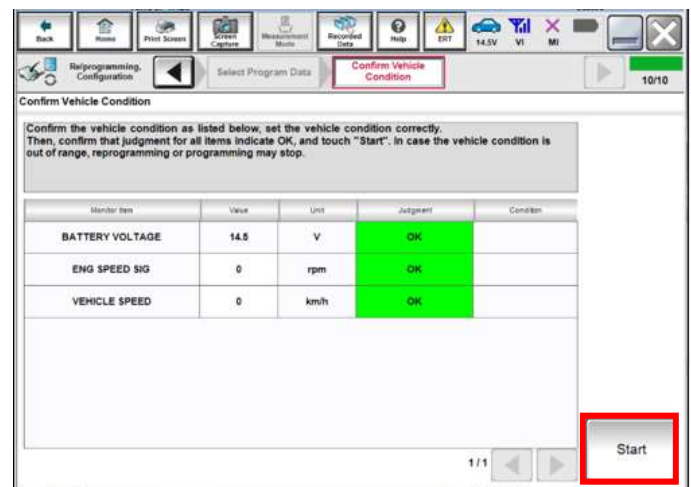 Back
Home
Print Screen
Screen Capture
Measurement Mode
Recorded Data
Help
ERT
14.5V
VI
MI
Re/programming, Configuration
Select Program Data
Confirm Vehicle Condition
10/10
Confirm Vehicle Condition
Confirm the vehicle condition as listed below, set the vehicle condition correctly.
Then, confirm that judgment for all items indicate OK, and touch "Start". In case the vehicle condition is
out of range, reprogramming or programming may stop.
Monitor Item Value Unit Judgment Condition
BATTERY VOLTAGE 14.5 V OK
ENG SPEED SIG 0 rpm OK
VEHICLE SPEED 0 km/h OK
1/1
Start